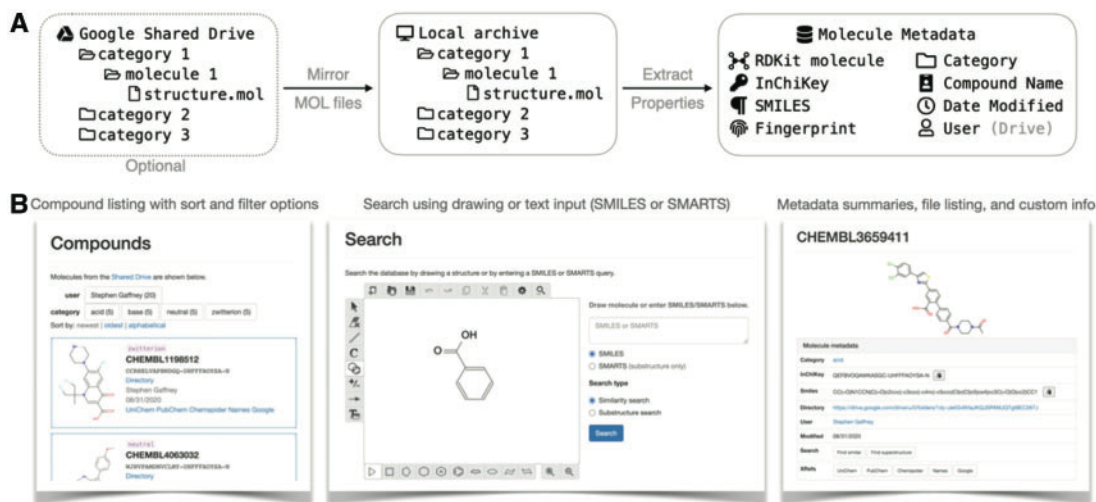 A
Google Shared Drive
category 1
molecule 1
structure.mol
category 2
category 3
Optional
Mirror
MOL files
Local archive
category 1
molecule 1
structure.mol
category 2
category 3
Extract
Properties
Molecule Metadata
RDKit molecule
InChiKey
SMILES
Fingerprint
Category
Compound Name
Date Modified
User (Drive)
B
Compound listing with sort and filter options
Compounds
Molecules from the Shared Drive are shown below.
user Stephen Gaffney (20)
category acid (5) base (5) neutral (5) zwitterion (5)
Sort by: newest | oldest | alphabetical
zwitterion
CHEMBL1198512
Directory
Stephen Gaffney
08/31/2020
UniChem PubChem Chemspider Names Google
neutral
CHEMBL4063032
Directory
Search using drawing or text input (SMILES or SMARTS)
Search
Search the database by drawing a structure or by entering a SMILES or SMARTS query.
C
OH
O
Draw molecule or enter SMILES/SMARTS below.
SMILES or SMARTS
SMILES
SMARTS (substructure only)
Search type
Similarity search
Substructure search
Search
Metadata summaries, file listing, and custom info
CHEMBL3659411
Molecule metadata
Category acid
InChiKey
Smiles
Directory
User Stephen Gaffney
Modified 08/31/2020
Search Find similar Find superstructure
XRefs UniChem PubChem Chemspider Names Google